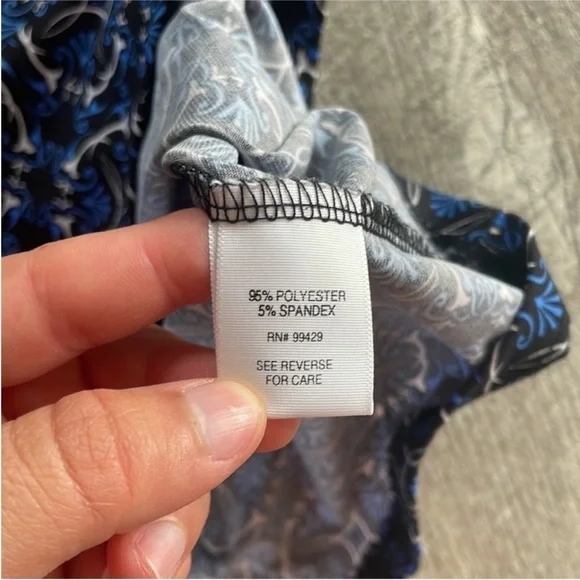 95% POLYESTER
5% SPANDEX
RN# 99429
SEE REVERSE
FOR CARE